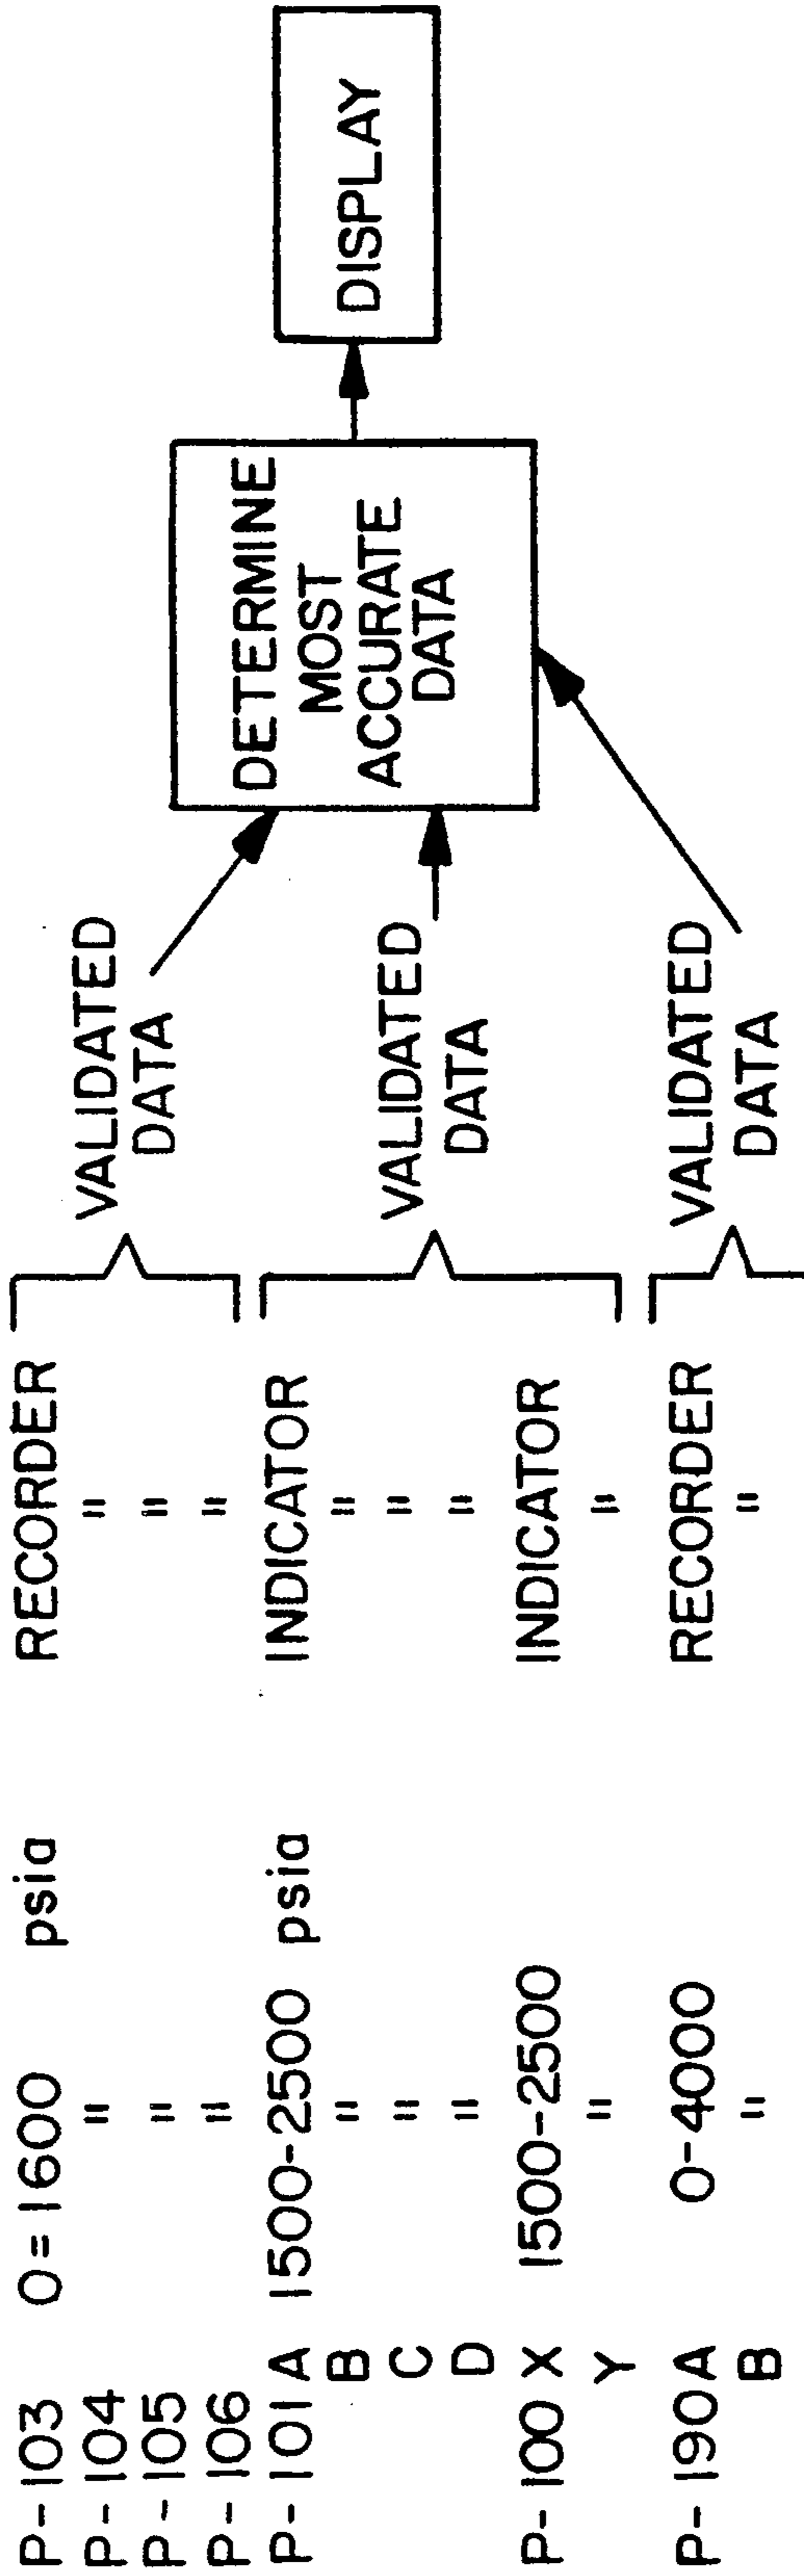 P-103 0=1600 psia RECORDER
P-104 " "
P-105 " "
P-106 " "
P-101 A 1500-2500 psia INDICATOR
B " "
C " "
D " "
P-100 X 1500-2500 INDICATOR
Y " "
P-190A 0-4000 RECORDER
B " "
VALIDATED
DATA
VALIDATED
DATA
VALIDATED
DATA
DETERMINE
MOST
ACCURATE
DATA
DISPLAY